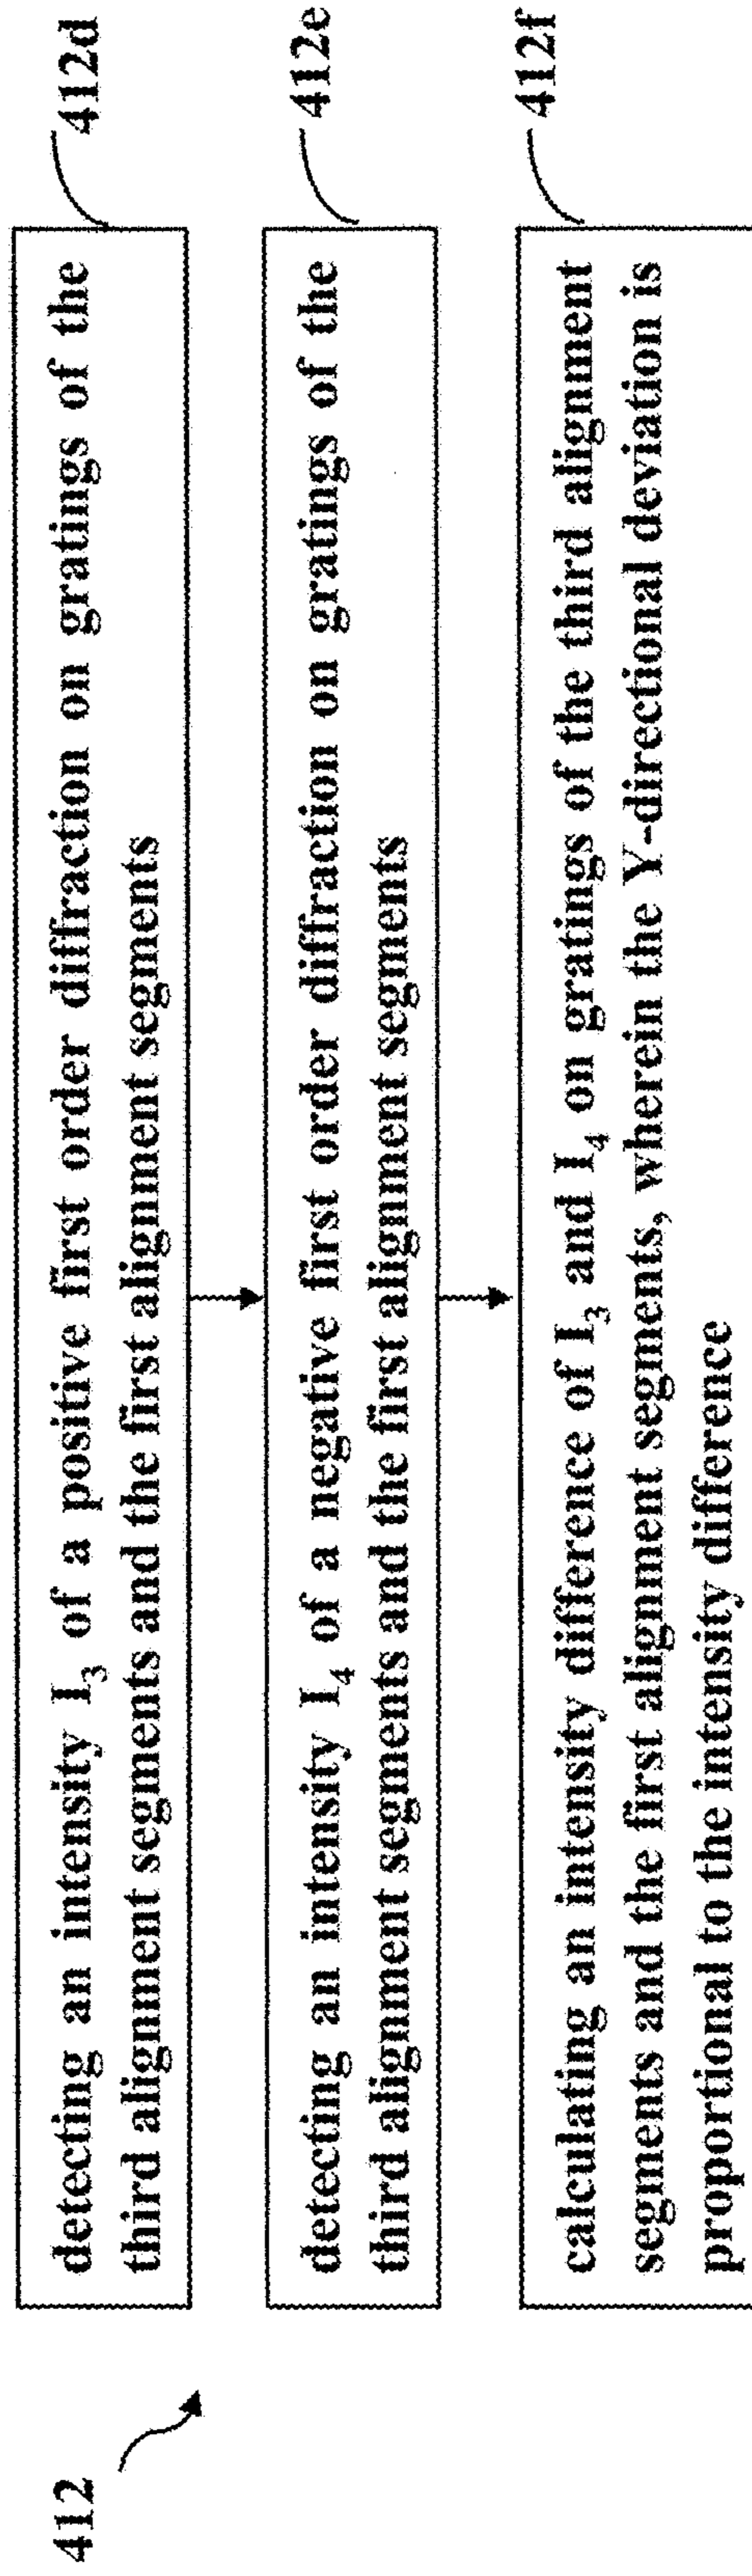 412
detecting an intensity I₃ of a positive first order diffraction on gratings of the
third alignment segments and the first alignment segments
412d
detecting an intensity I₄ of a negative first order diffraction on gratings of the
third alignment segments and the first alignment segments
412e
calculating an intensity difference of I₃ and I₄ on gratings of the third alignment
segments and the first alignment segments, wherein the Y-directional deviation is
proportional to the intensity difference
412f